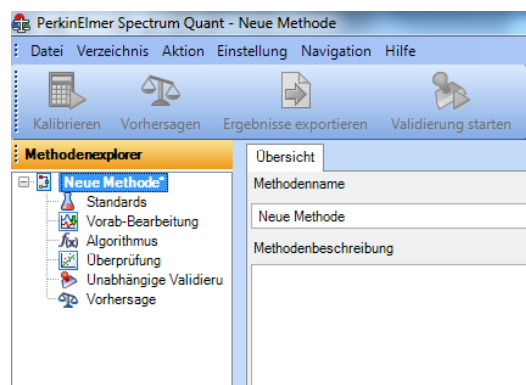 PerkinElmer Spectrum Quant - Neue Methode
Datei Verzeichnis Aktion Einstellung Navigation Hilfe
Kalibrieren Vorhersagen Ergebnisse exportieren Validierung starten
Methodenexplorer
Übersicht
Neue Methode*
Standards
Vorab-Bearbeitung
f(x) Algorithmus
Überprüfung
Unabhängige Validieru
Vorhersage
Methodenname
Neue Methode
Methodenbeschreibung